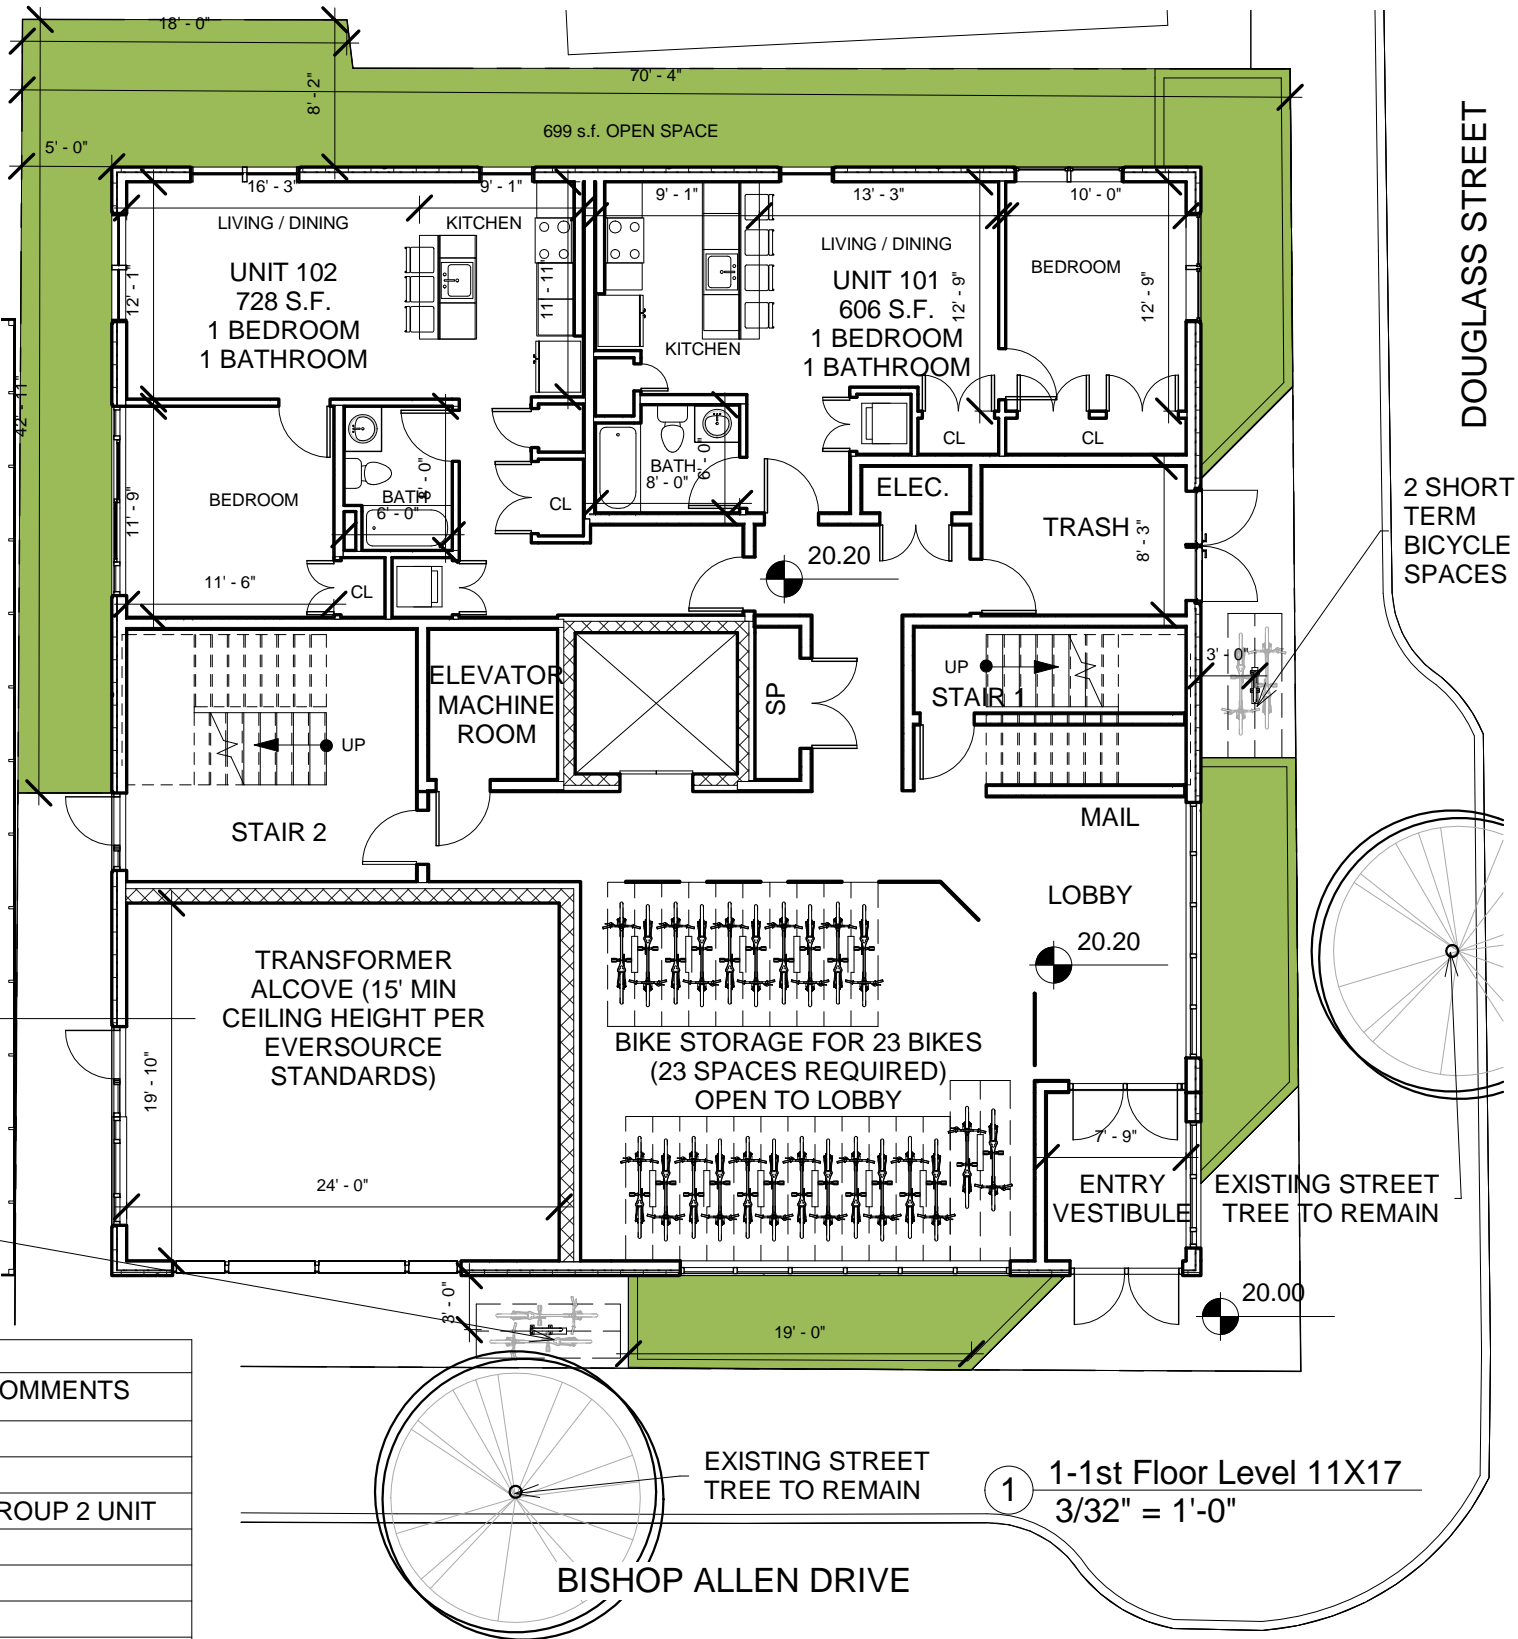 18' - 0"
70' - 4"
8' - 2"
699 s.f. OPEN SPACE
5' - 0"
16' - 3"
9' - 1"
9' - 1"
13' - 3"
10' - 0"
LIVING / DINING
KITCHEN
UNIT 102
728 S.F.
1 BEDROOM
1 BATHROOM
12' - 1"
11' - 11"
LIVING / DINING
UNIT 101
606 S.F.
1 BEDROOM
1 BATHROOM
KITCHEN
12' - 9"
BEDROOM
12' - 9"
DOUGLASS STREET
42' - 11"
CL
CL
BEDROOM
11' - 9"
11' - 6"
BATH
8' - 0"
6' - 0"
CL
CL
BATH
8' - 0"
6' - 0"
ELEC.
TRASH
8' - 3"
20.20
2 SHORT
TERM
BICYCLE
SPACES
3' - 0"
ELEVATOR
MACHINE
ROOM
SP
UP
STAIR 1
UP
STAIR 2
MAIL
LOBBY
20.20
TRANSFORMER
ALCOVE (15' MIN
CEILING HEIGHT PER
EVERSOURCE
STANDARDS)
19' - 10"
24' - 0"
BIKE STORAGE FOR 23 BIKES
(23 SPACES REQUIRED)
OPEN TO LOBBY
7' - 9"
ENTRY
VESTIBULE
EXISTING STREET
TREE TO REMAIN
20.00
3' - 0"
19' - 0"
OMMENTS
ROUP 2 UNIT
EXISTING STREET
TREE TO REMAIN
1
1-1st Floor Level 11X17
3/32" = 1'-0"
BISHOP ALLEN DRIVE